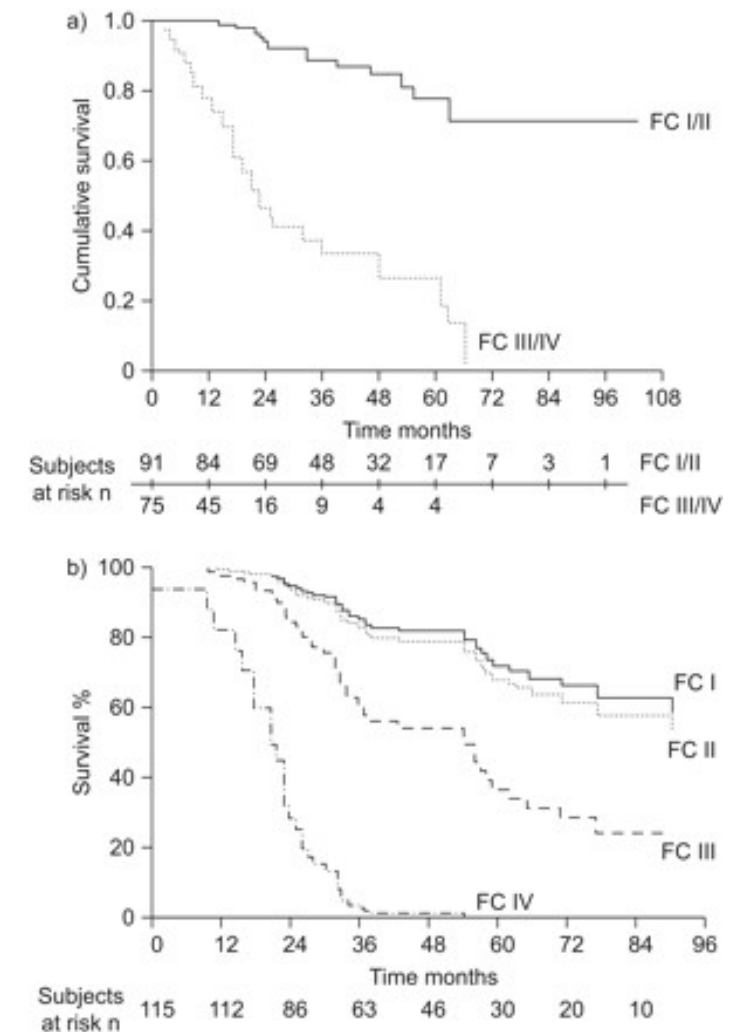 a) 1.0
0.8
0.6
0.4
0.2
0
Cumulative survival
FC I/II
FC III/IV
0 12 24 36 48 60 72 84 96 108
Time months
Subjects at risk n
91 84 69 48 32 17 7 3 1 FC I/II
75 45 16 9 4 4 FC III/IV
b) 100
80
60
40
20
0
Survival %
FC I
FC II
FC III
FC IV
0 12 24 36 48 60 72 84 96
Time months
Subjects
at risk n
115 112 86 63 46 30 20 10